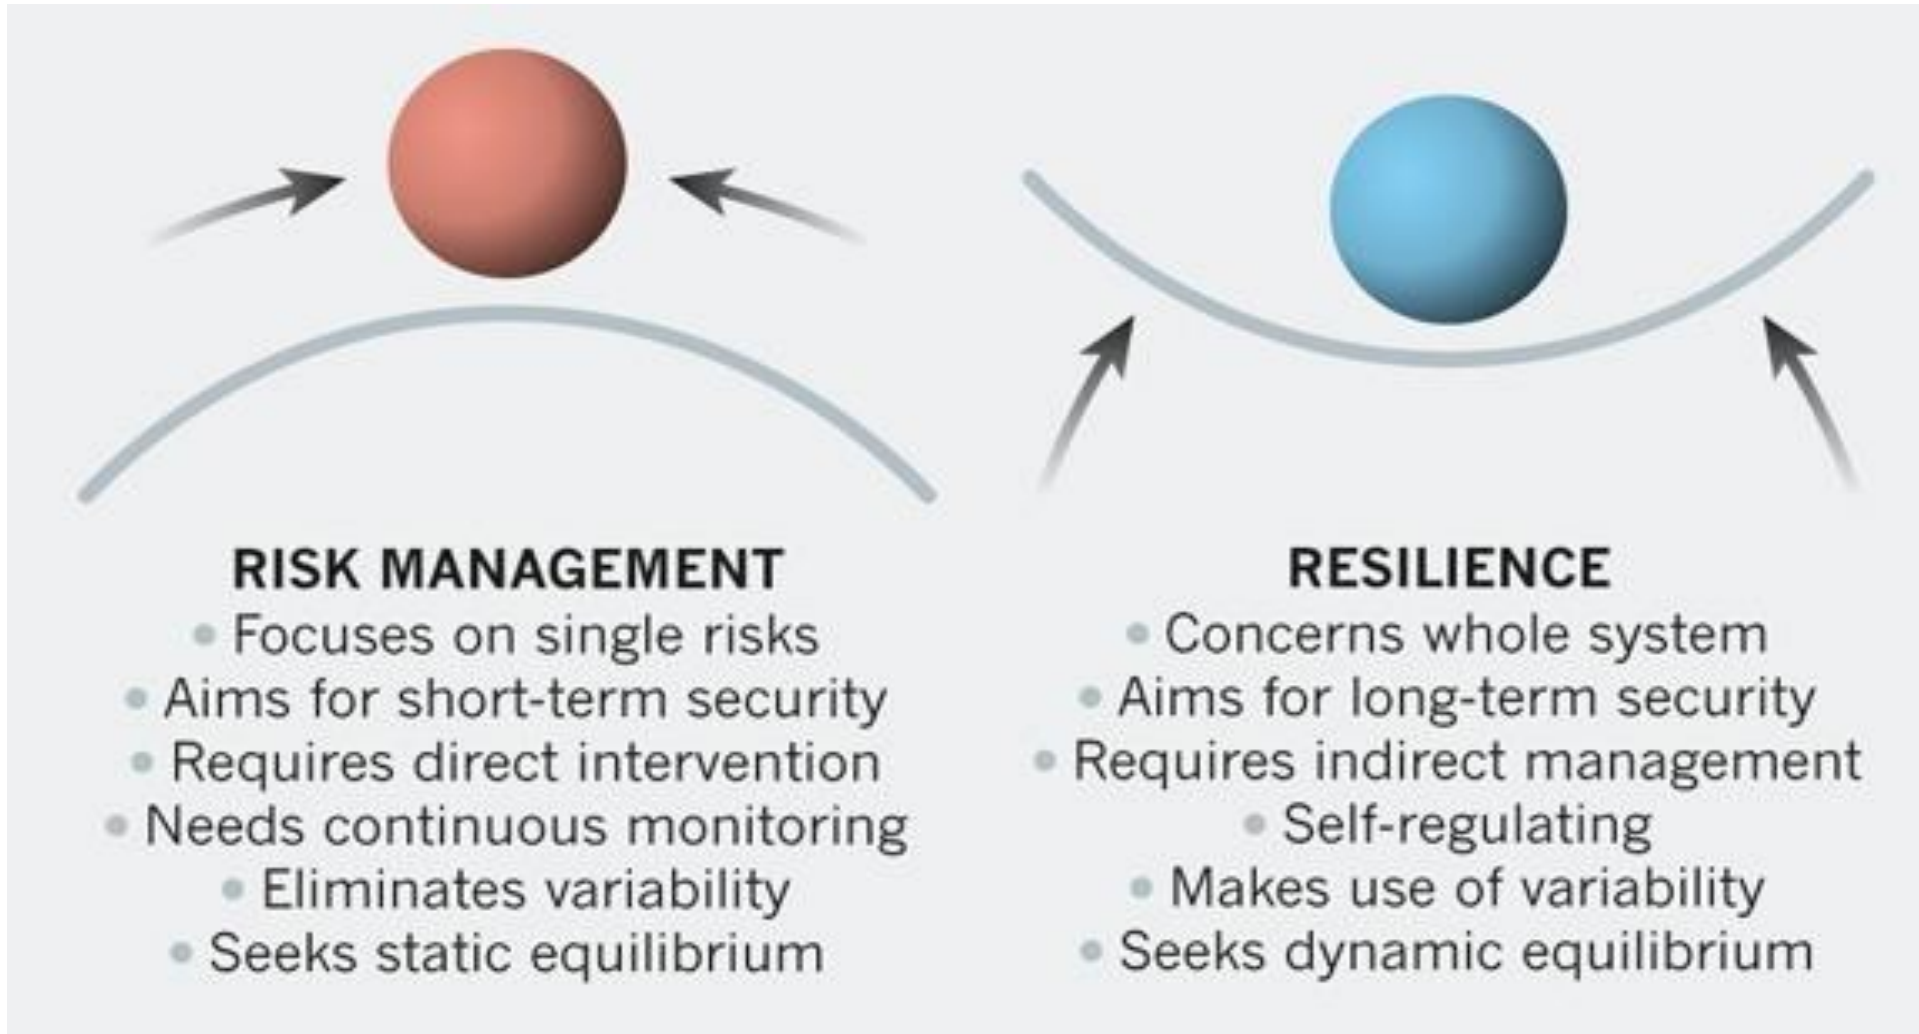 RISK MANAGEMENT
• Focuses on single risks
• Aims for short-term security
• Requires direct intervention
• Needs continuous monitoring
• Eliminates variability
• Seeks static equilibrium
RESILIENCE
• Concerns whole system
• Aims for long-term security
• Requires indirect management
• Self-regulating
• Makes use of variability
• Seeks dynamic equilibrium